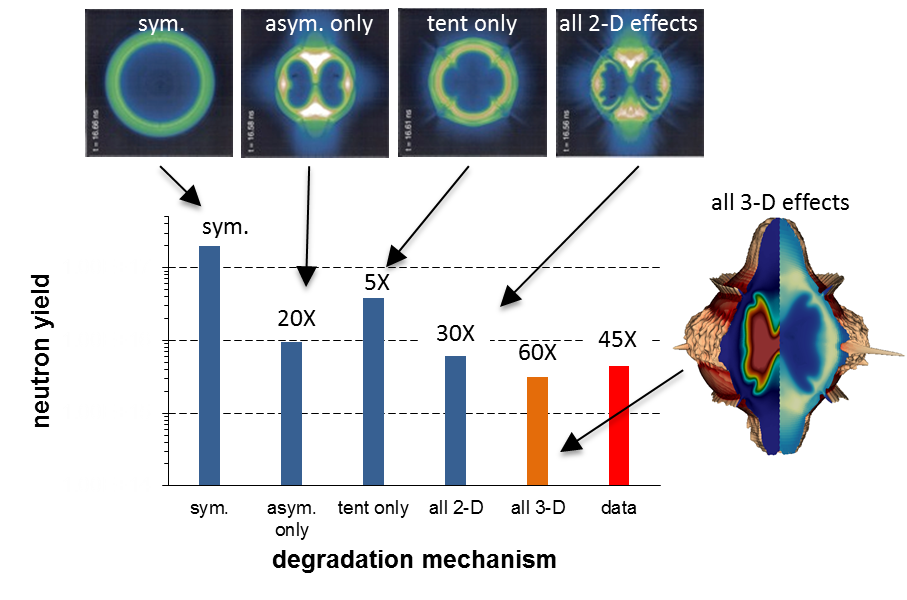 sym.
asym. only
tent only
all 2-D effects
t = 16.66 ns
t = 16.58 ns
t = 16.61 ns
t = 16.56 ns
all 3-D effects
sym.
5X
20X
30X
60X
45X
neutron yield
sym.
asym.
only
tent only
all 2-D
all 3-D
data
degradation mechanism